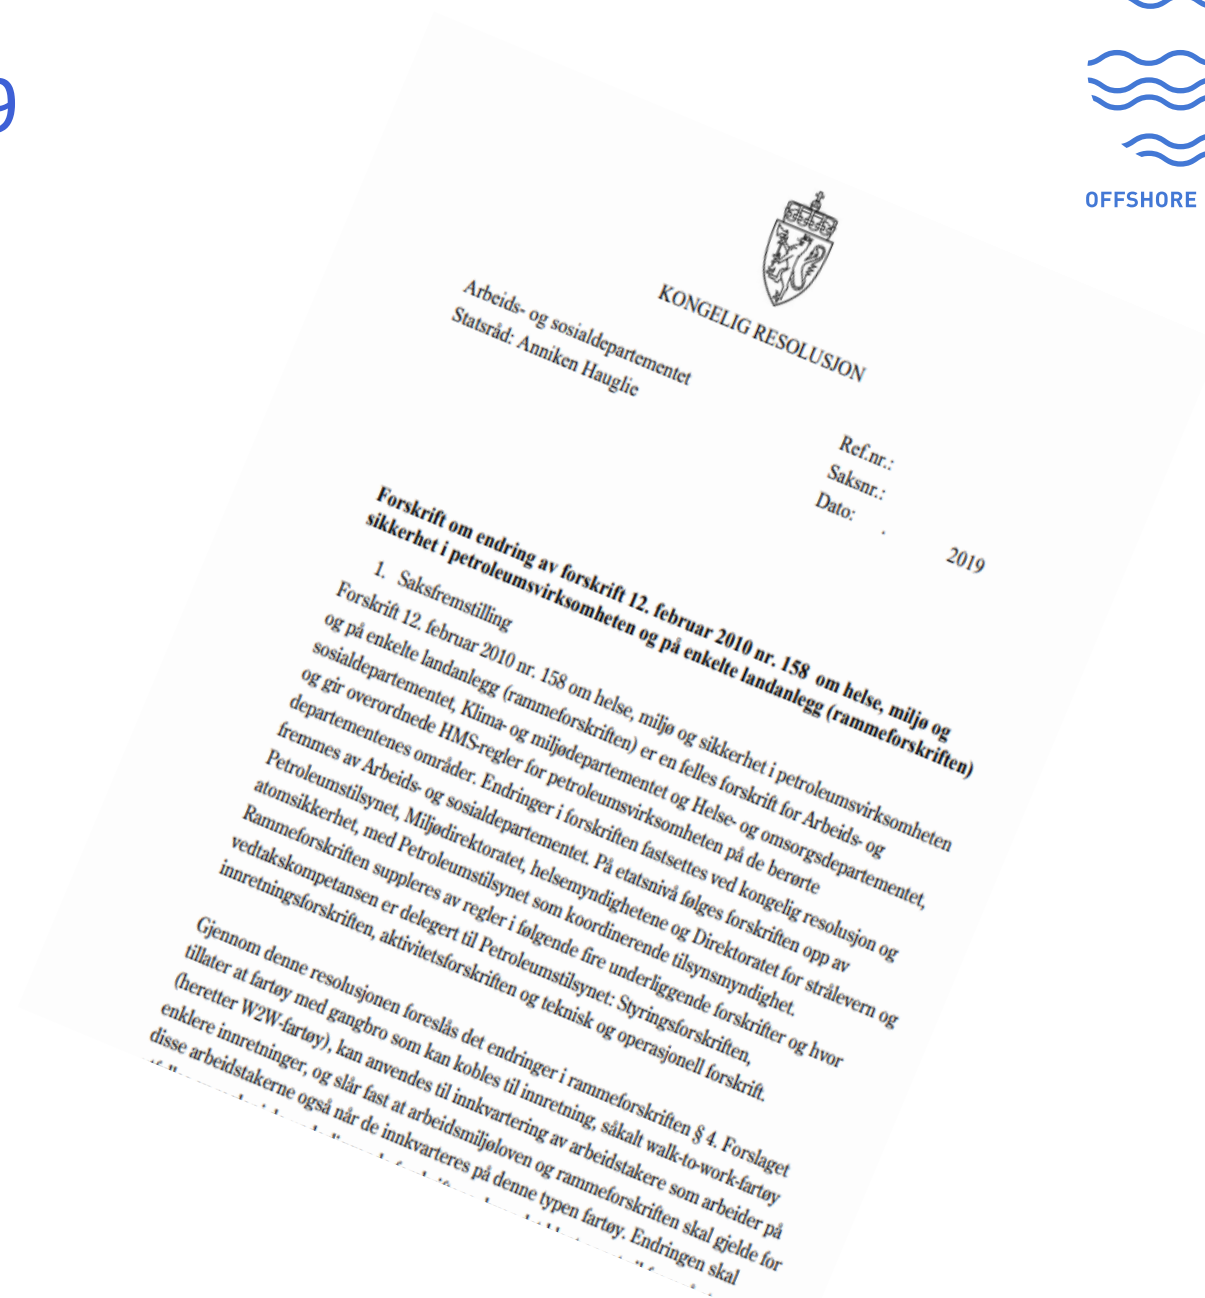 9
OFFSHORE
KONGELIG RESOLUSJON
Arbeids- og sosialdepartementet
Statsråd: Anniken Hauglie
Ref.nr.:
Saksnr.:
Dato: . 2019
Forskrift om endring av forskrift 12. februar 2010 nr. 158 om helse, miljø og
sikkerhet i petroleumsvirksomheten og på enkelte landanlegg (rammeforskriften)
1. Saksfremstilling
Forskrift 12. februar 2010 nr. 158 om helse, miljø og sikkerhet i petroleumsvirksomheten
og på enkelte landanlegg (rammeforskriften) er en felles forskrift for Arbeids- og
sosialdepartementet, Klima- og miljødepartementet og Helse- og omsorgsdepartementet,
og gir overordnede HMS-regler for petroleumsvirksomheten på de berørte
departementenes områder. Endringer i forskriften fastsettes ved kongelig resolusjon og
fremmes av Arbeids- og sosialdepartementet. På etatsnivå følges forskriften opp av
Petroleumstilsynet, Miljødirektoratet, helsemyndighetene og Direktoratet for strålevern og
atomsikkerhet, med Petroleumstilsynet som koordinerende tilsynsmyndighet.
Rammeforskriften suppleres av regler i følgende fire underliggende forskrifter og hvor
vedtakskompetansen er delegert til Petroleumstilsynet: Styringsforskriften,
innretningsforskriften, aktivitetsforskriften og teknisk og operasjonell forskrift.
Gjennom denne resolusjonen foreslås det endringer i rammeforskriften § 4. Forslaget
tillater at fartøy med gangbro som kan kobles til innretning, såkalt walk-to-work-fartøy
(heretter W2W-fartøy), kan anvendes til innkvartering av arbeidstakere som arbeider på
enklere innretninger, og slår fast at arbeidsmiljøloven og rammeforskriften skal gjelde for
disse arbeidstakerne også når de innkvarteres på denne typen fartøy. Endringen skal